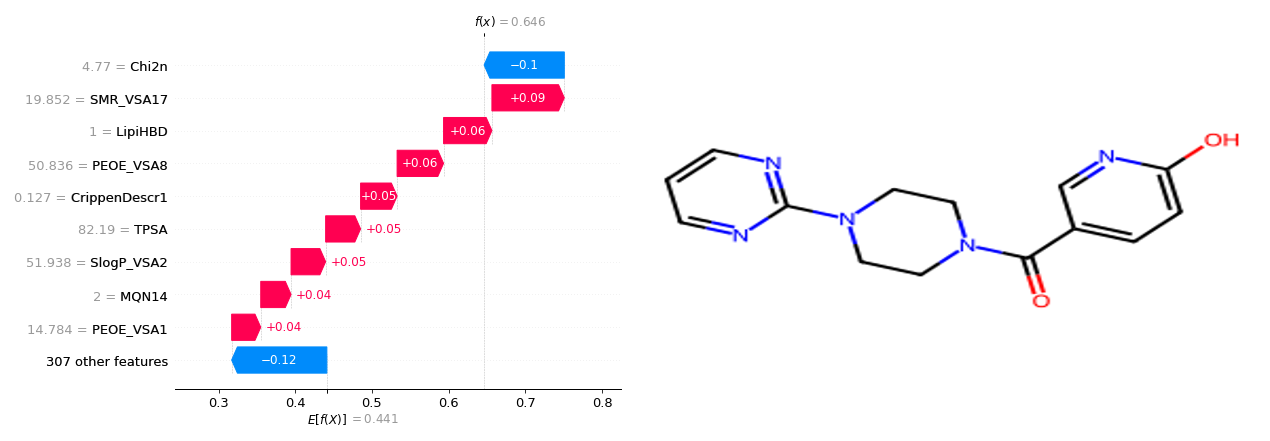 f(x) = 0.646
4.77 = Chi2n
−0.1
19.852 = SMR_VSA17
+0.09
1 = LipiHBD
+0.06
50.836 = PEOE_VSA8
+0.06
0.127 = CrippenDescr1
+0.05
82.19 = TPSA
+0.05
51.938 = SlogP_VSA2
+0.05
2 = MQN14
+0.04
14.784 = PEOE_VSA1
+0.04
307 other features
−0.12
0.3 0.4 0.5 0.6 0.7 0.8
E[f(X)] = 0.441
N
N
N
N
O
N
OH